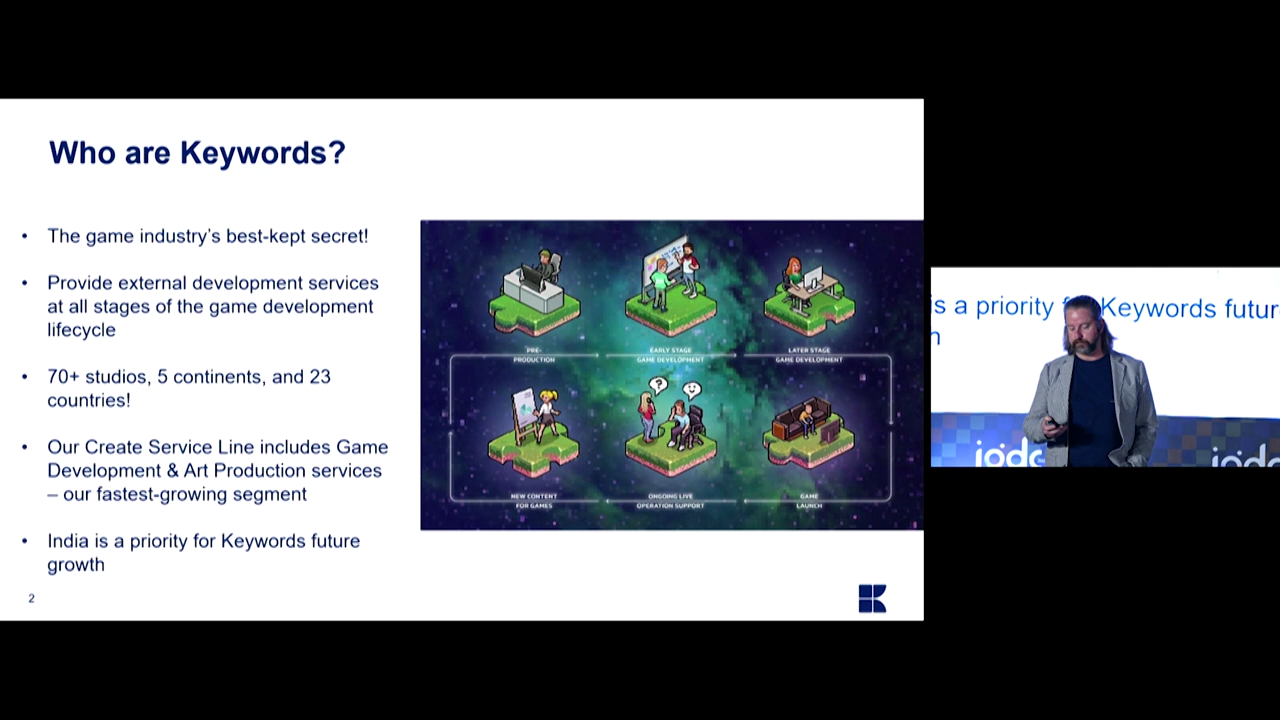 Who are Keywords?
• The game industry's best-kept secret!
• Provide external development services
at all stages of the game development
lifecycle
• 70+ studios, 5 continents, and 23
countries!
• Our Create Service Line includes Game
Development & Art Production services
– our fastest-growing segment
• India is a priority for Keywords future
growth
2
PRE-
PRODUCTION
EARLY STAGE
GAME DEVELOPMENT
LATER STAGE
GAME DEVELOPMENT
NEW CONTENT
FOR GAMES
ONGOING LIVE
OPERATION SUPPORT
GAME
LAUNCH
?
is a priority Keywords